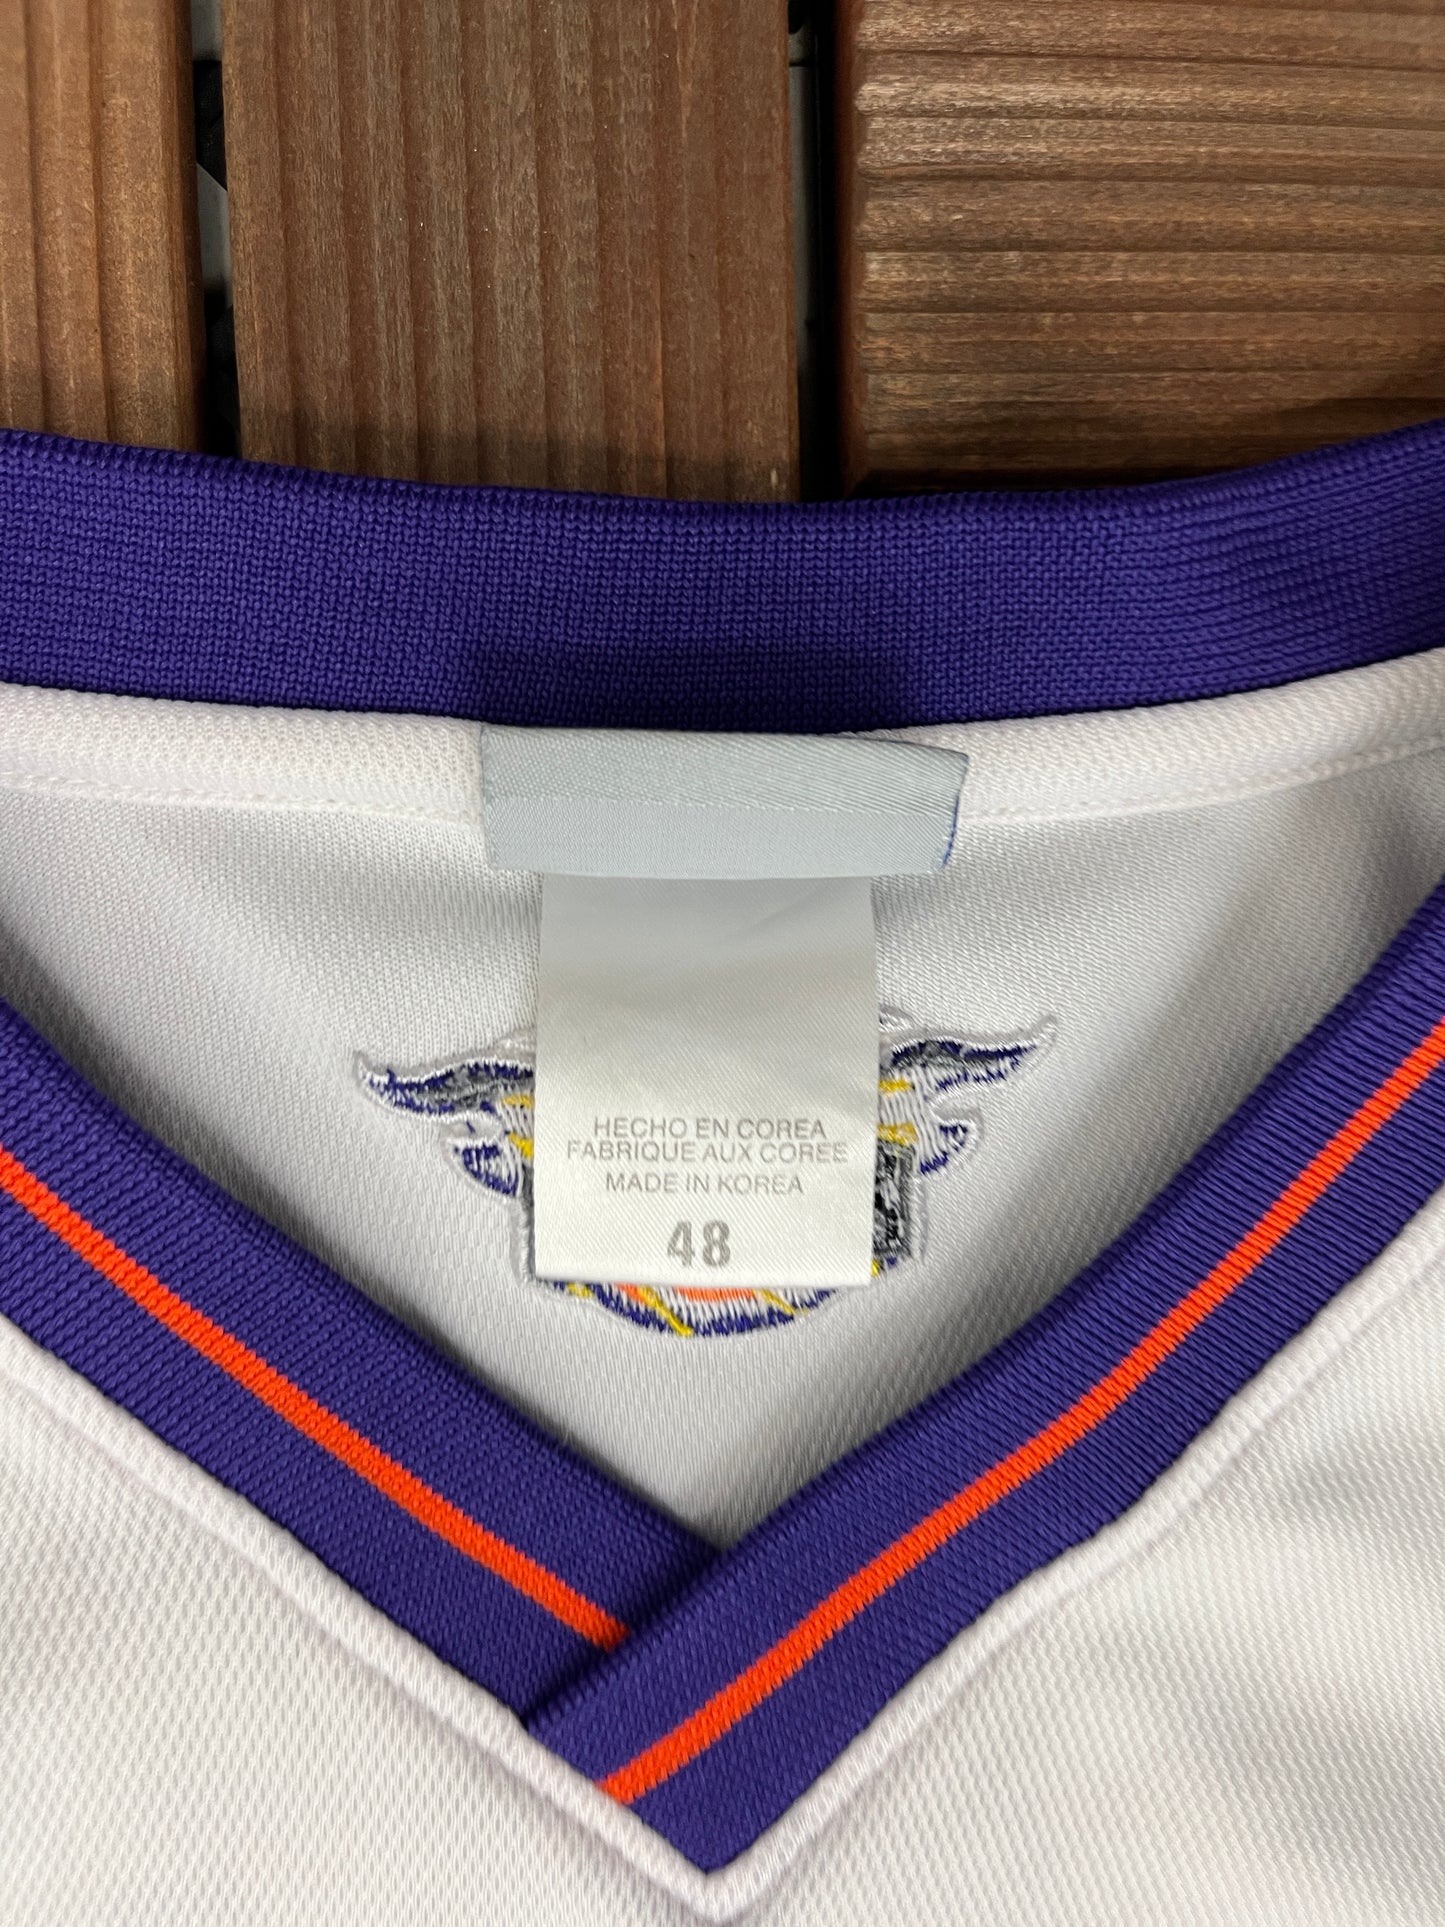 HECHO EN COREA
FABRIQUE AUX COREE
MADE IN KOREA
48